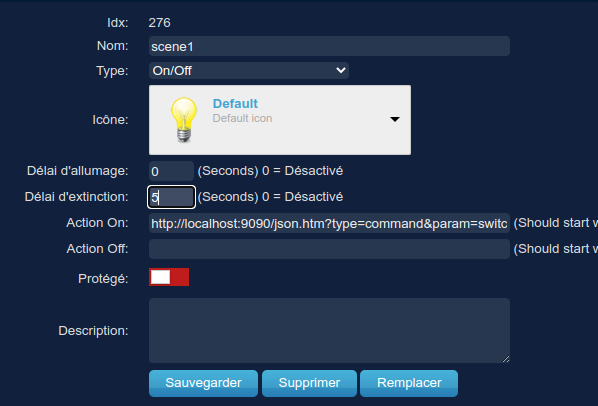 Idx: 276
Nom: scene1
Type: On/Off
Icône: Default
Default icon
Délai d'allumage: 0 (Seconds) 0 = Désactivé
Délai d'extinction: 5 (Seconds) 0 = Désactivé
Action On: http://localhost:9090/json.htm?type=command&param=switc (Should start w
Action Off: (Should start w
Protégé:
Description:
Sauvegarder Supprimer Remplacer